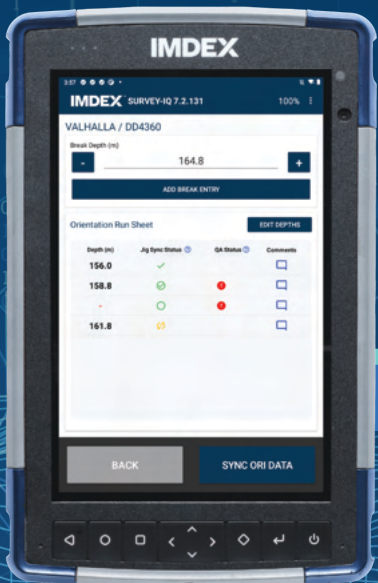 IMDEX
3:57
IMDEX SURVEY-IQ 7.2.131 100%
VALHALLA / DD4360
Break Depth (m)
- 164.8 +
ADD BREAK ENTRY
Orientation Run Sheet EDIT DEPTHS
Depth (m) Jig Sync Status QA Status Comments
156.0
158.8
-
161.8
BACK SYNC ORI DATA